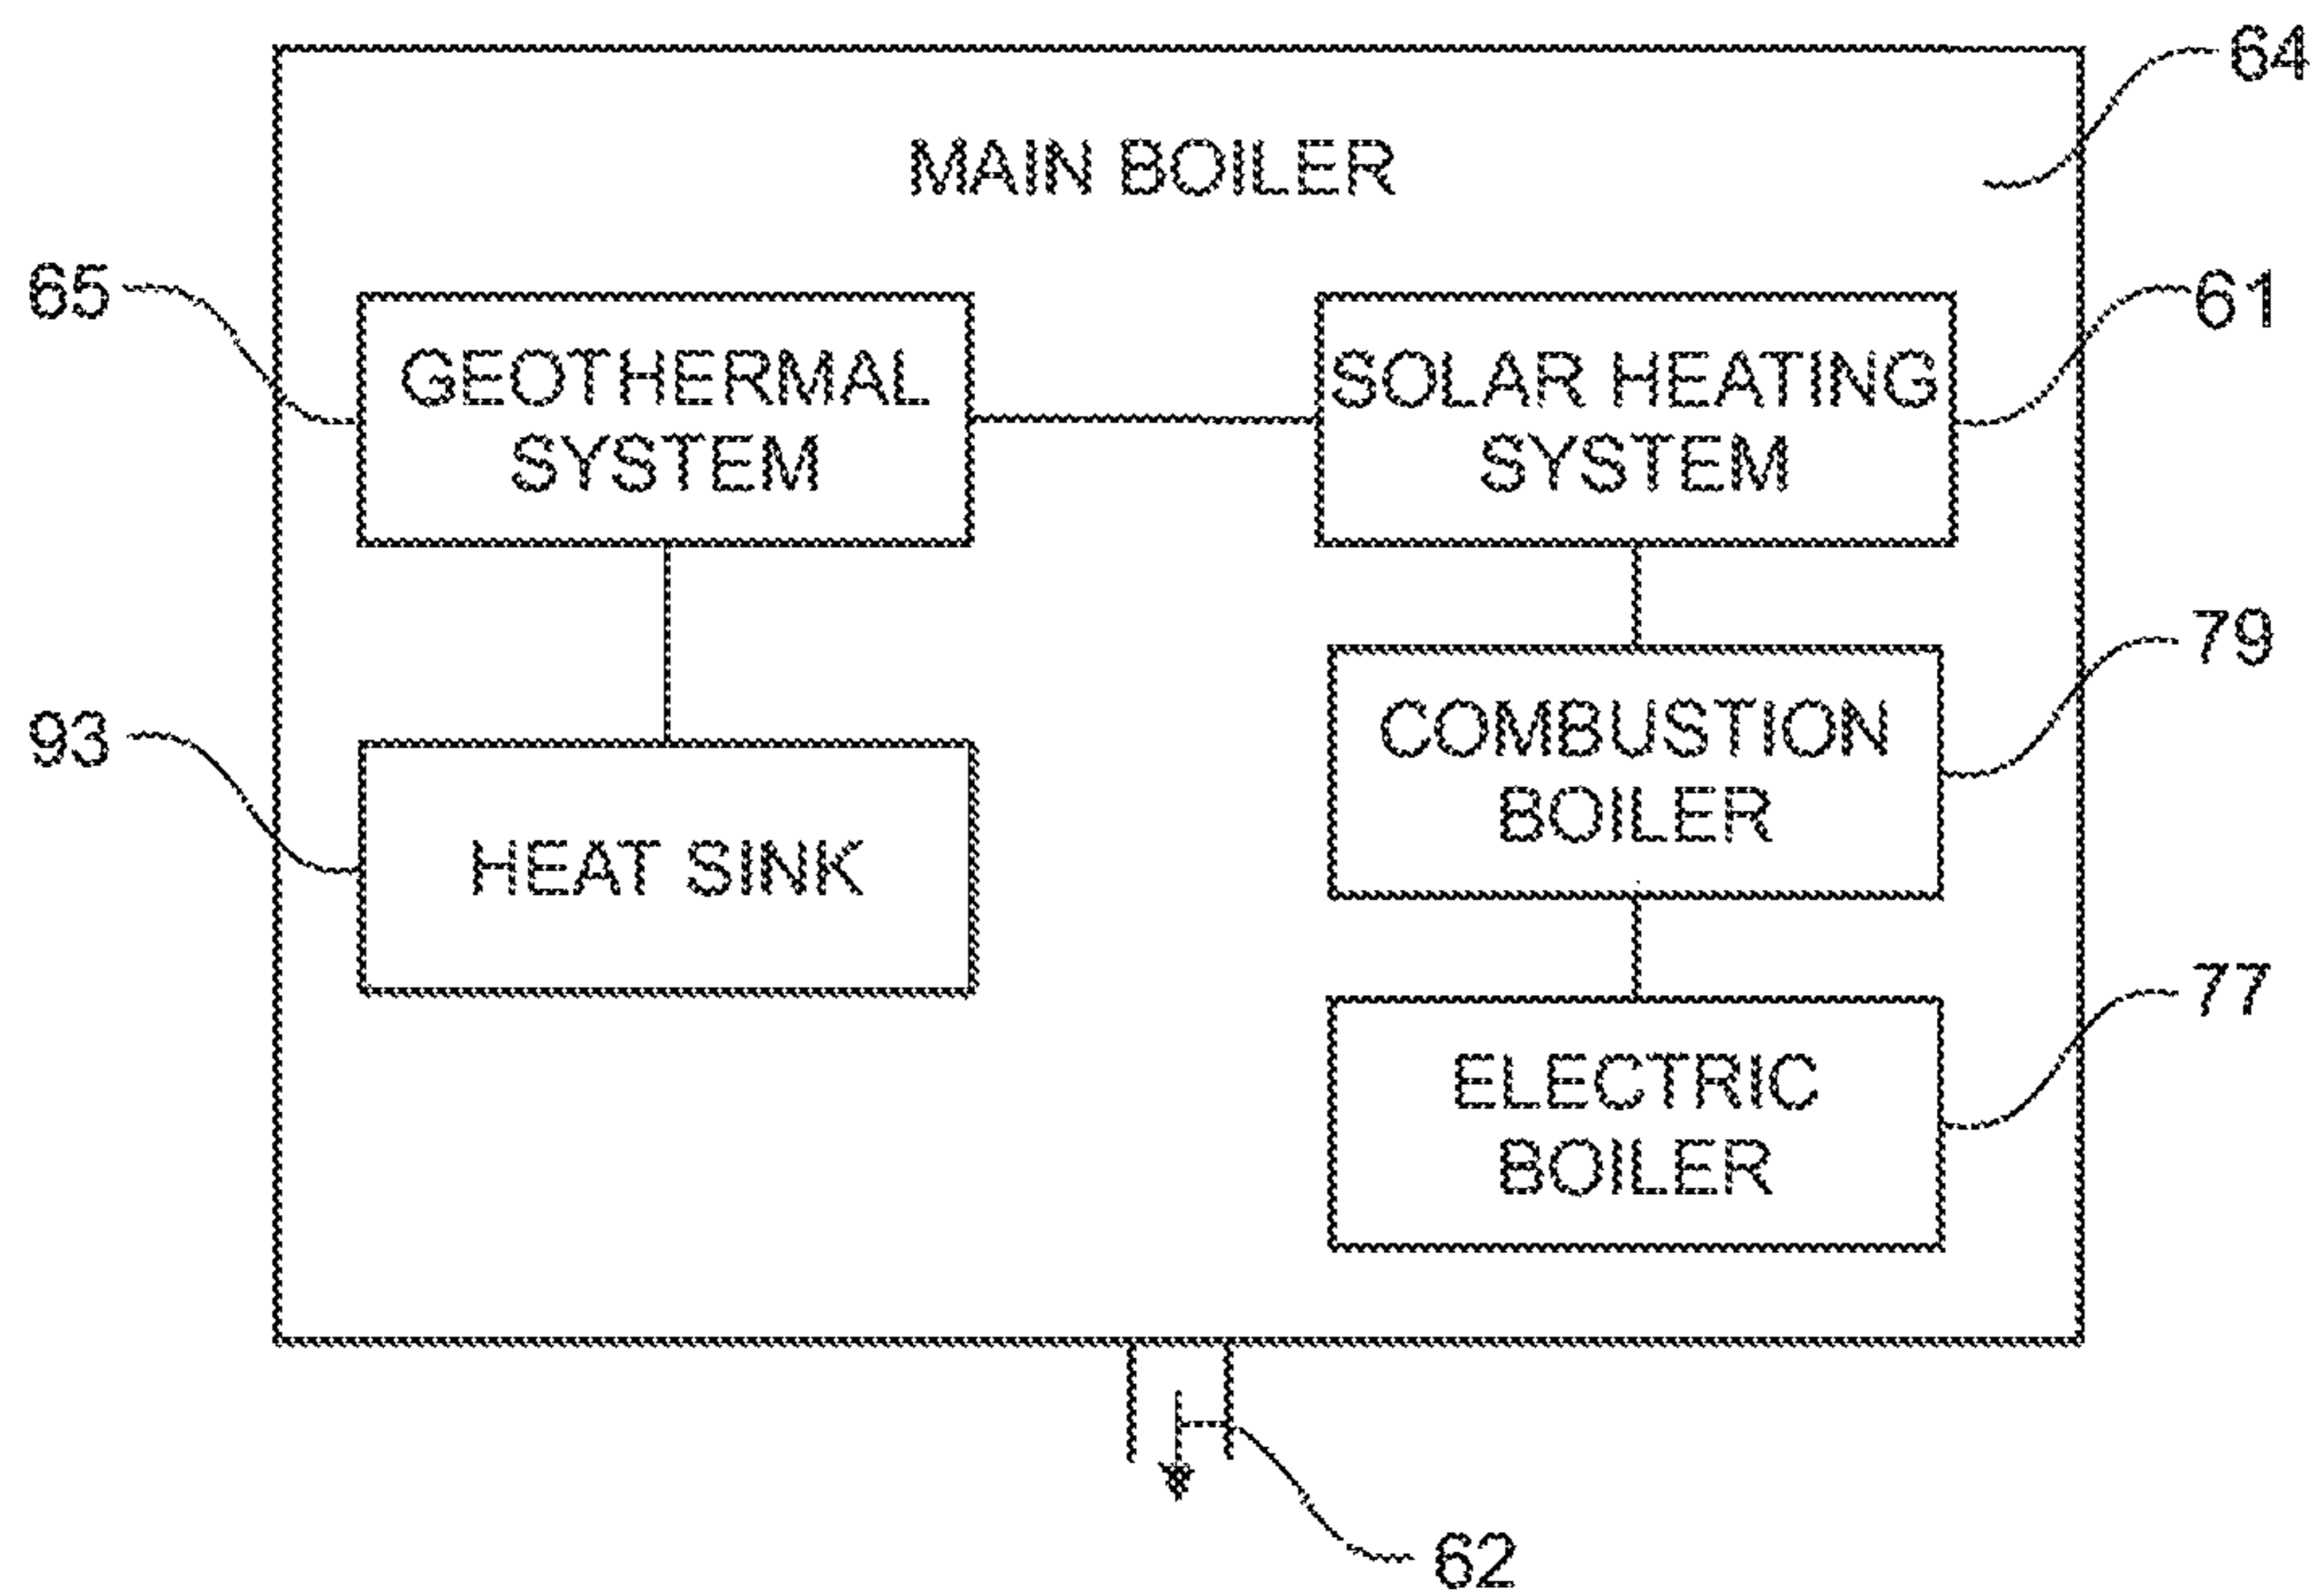 64
MAIN BOILER
65
61
GEOTHERMAL
SYSTEM
SOLAR HEATING
SYSTEM
79
93
COMBUSTION
BOILER
HEAT SINK
77
ELECTRIC
BOILER
62